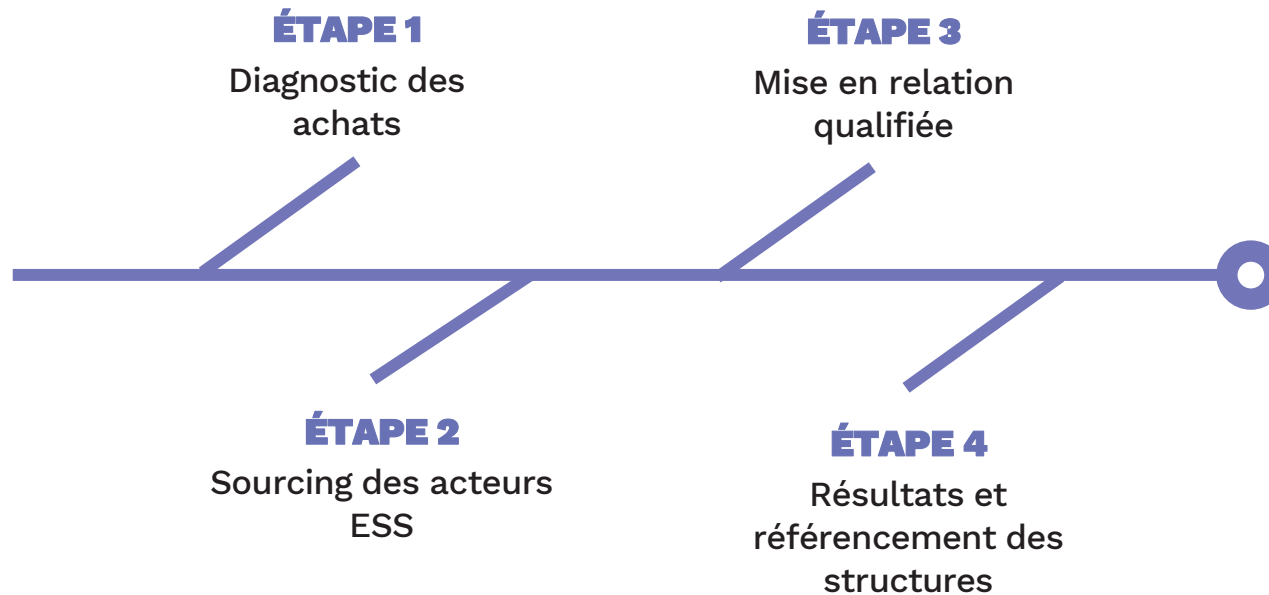 ÉTAPE 1
Diagnostic des
achats
ÉTAPE 2
Sourcing des acteurs
ESS
ÉTAPE 3
Mise en relation
qualifiée
ÉTAPE 4
Résultats et
référencement des
structures